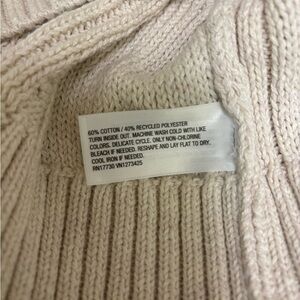 60% COTTON / 40% RECYCLED POLYESTER
TURN INSIDE OUT. MACHINE WASH COLD WITH LIKE
COLORS. DELICATE CYCLE. ONLY NON-CHLORINE
BLEACH IF NEEDED. RESHAPE AND LAY FLAT TO DRY.
COOL IRON IF NEEDED.
RN17730 VN1273425